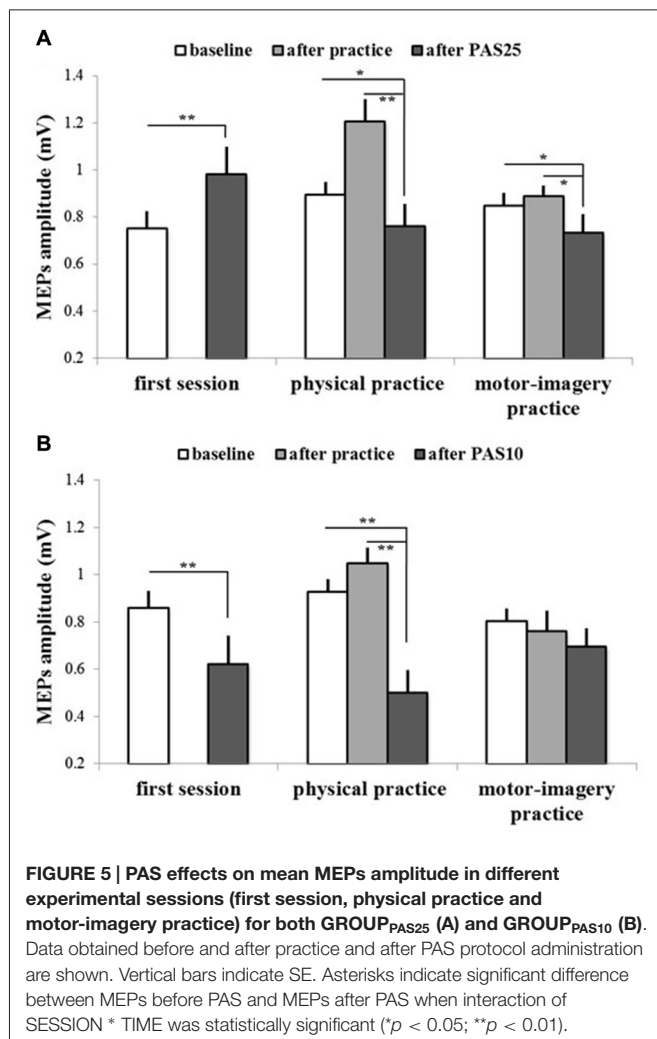 A
baseline after practice after PAS25
MEPs amplitude (mV)
1.4
1.2
1
0.8
0.6
0.4
0.2
**
*
**
*
*
first session physical practice motor-imagery
practice
B
baseline after practice after PAS10
MEPs amplitude (mV)
1.4
1.2
1
0.8
0.6
0.4
0.2
**
**
**
first session physical practice motor-imagery
practice
FIGURE 5 | PAS effects on mean MEPs amplitude in different
experimental sessions (first session, physical practice and
motor-imagery practice) for both GROUPPAS25 (A) and GROUPPAS10 (B).
Data obtained before and after practice and after PAS protocol administration
are shown. Vertical bars indicate SE. Asterisks indicate significant difference
between MEPs before PAS and MEPs after PAS when interaction of
SESSION * TIME was statistically significant (*p < 0.05; **p < 0.01).